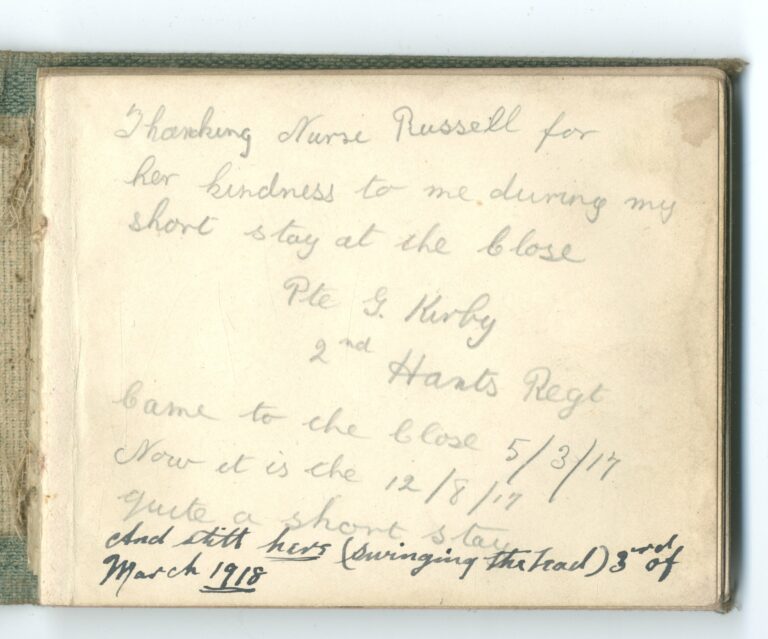 Thanking Nurse Russell for
her kindness to me during my
short stay at the Close
Pte G. Kirby
2nd Hants Regt
Came to the Close 5/3/17
Now it is the 12/8/17
quite a short stay
And still here (swinging the lead) 3rd of
March 1918